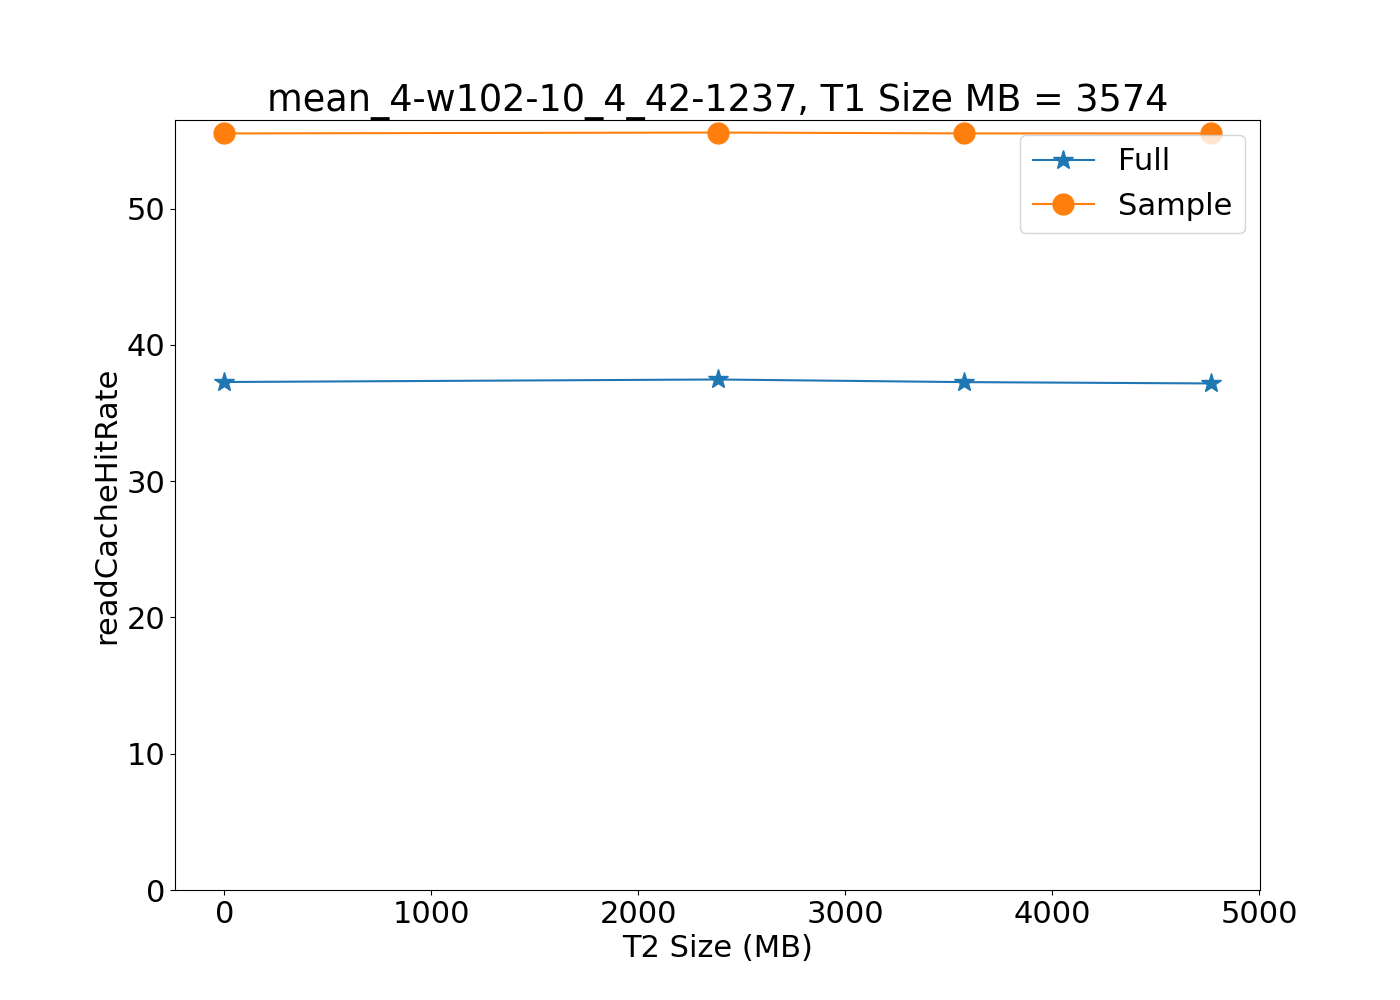 mean_4-w102-10_4_42-1237, T1 Size MB = 3574
Full
Sample
50
40
30
20
10
0
readCacheHitRate
0 1000 2000 3000 4000 5000
T2 Size (MB)